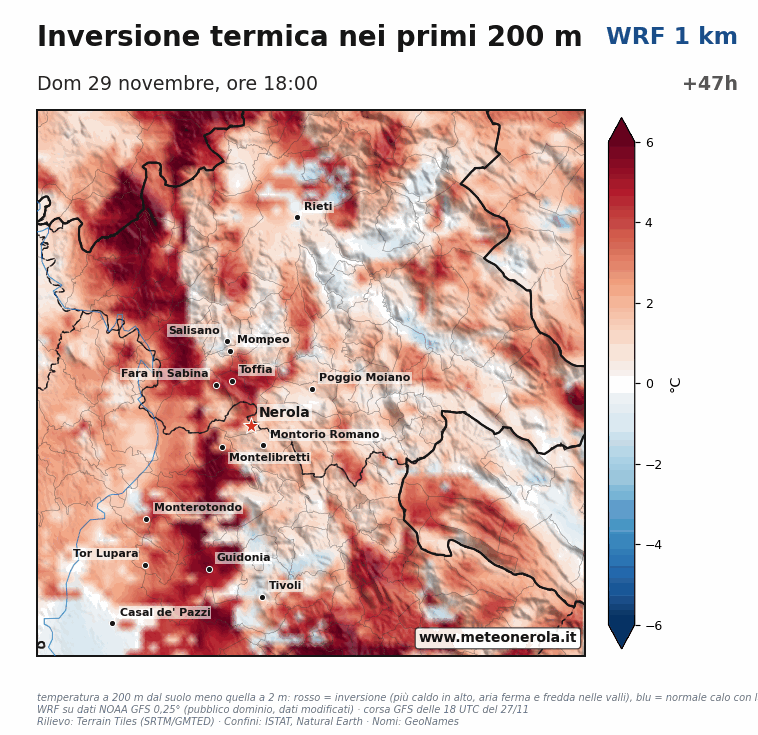 Inversione termica nei primi 200 m WRF 1 km
Dom 29 novembre, ore 18:00 +47h
Rieti
Salisano
Mompeo
Fara in Sabina
Toffia
Poggio Moiano
Nerola
Montorio Romano
Montelibretti
Monterotondo
Tor Lupara
Guidonia
Tivoli
Casal de' Pazzi
www.meteonerola.it
6
4
2
0
−2
−4
−6
°C
temperatura a 200 m dal suolo meno quella a 2 m: rosso = inversione (più caldo in alto, aria ferma e fredda nelle valli), blu = normale calo con l
WRF su dati NOAA GFS 0,25° (pubblico dominio, dati modificati) · corsa GFS delle 18 UTC del 27/11
Rilievo: Terrain Tiles (SRTM/GMTED) · Confini: ISTAT, Natural Earth · Nomi: GeoNames